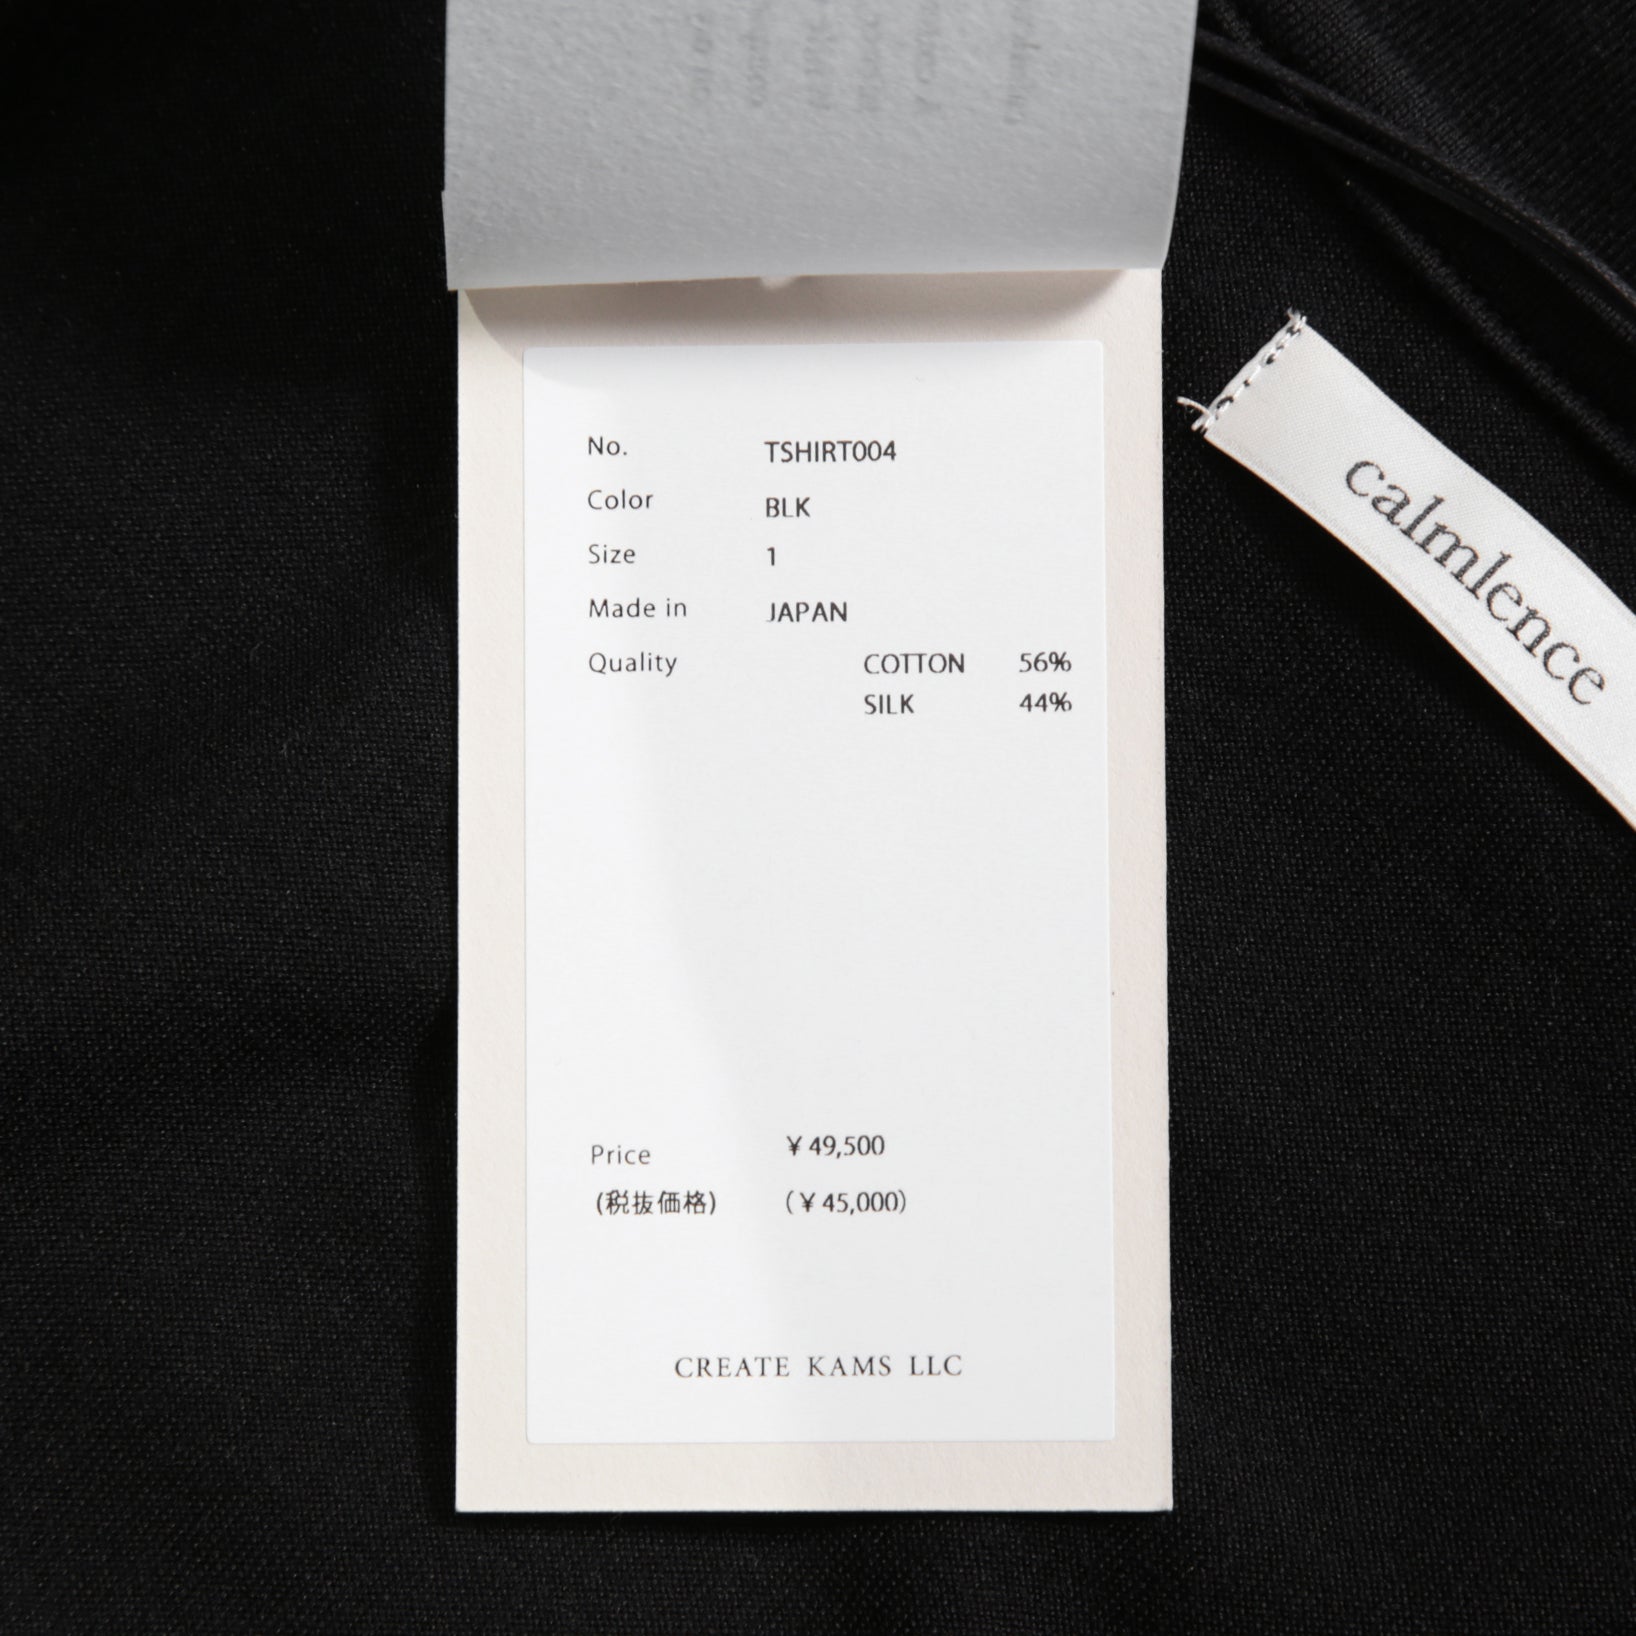 No. TSHIRT004
Color BLK
Size 1
Made in JAPAN
Quality COTTON 56%
SILK 44%
Price ¥49,500
(税抜価格) (¥45,000)
CREATE KAMS LLC
calmlence